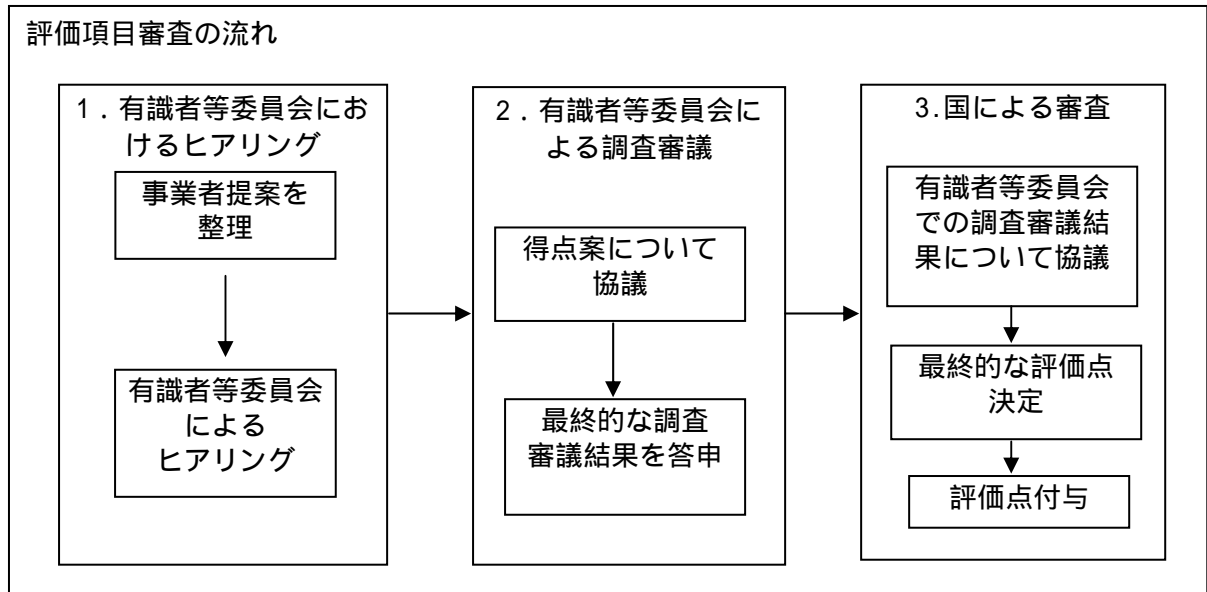 評価項目審査の流れ
1．有識者等委員会にお
けるヒアリング
事業者提案を
整理
有識者等委員会
による
ヒアリング
2．有識者等委員会に
よる調査審議
得点案について
協議
最終的な調査
審議結果を答申
3.国による審査
有識者等委員会
での調査審議結
果について協議
最終的な評価点
決定
評価点付与